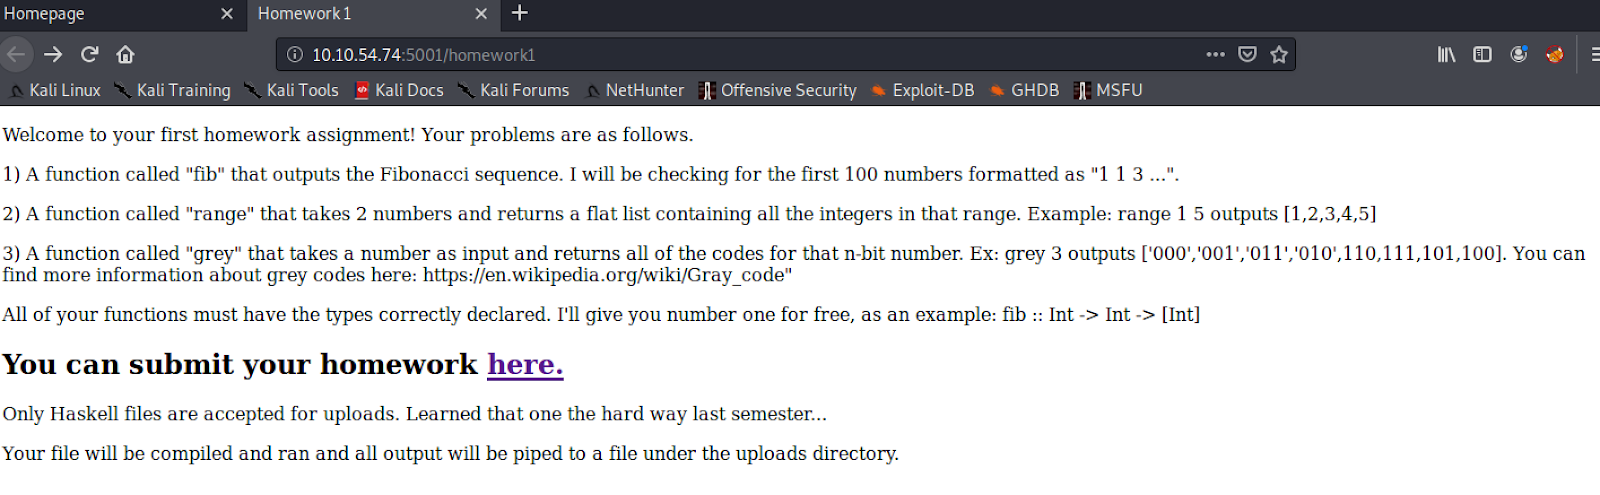 Homepage
Homework1
10.10.54.74:5001/homework1
Kali Linux Kali Training Kali Tools Kali Docs Kali Forums NetHunter Offensive Security Exploit-DB GHDB MSFU
Welcome to your first homework assignment! Your problems are as follows.
1) A function called "fib" that outputs the Fibonacci sequence. I will be checking for the first 100 numbers formatted as "1 1 3 ...".
2) A function called "range" that takes 2 numbers and returns a flat list containing all the integers in that range. Example: range 1 5 outputs [1,2,3,4,5]
3) A function called "grey" that takes a number as input and returns all of the codes for that n-bit number. Ex: grey 3 outputs ['000','001','011','010',110,111,101,100]. You can
find more information about grey codes here: https://en.wikipedia.org/wiki/Gray_code"
All of your functions must have the types correctly declared. I'll give you number one for free, as an example: fib :: Int -> Int -> [Int]
You can submit your homework here.
Only Haskell files are accepted for uploads. Learned that one the hard way last semester...
Your file will be compiled and ran and all output will be piped to a file under the uploads directory.